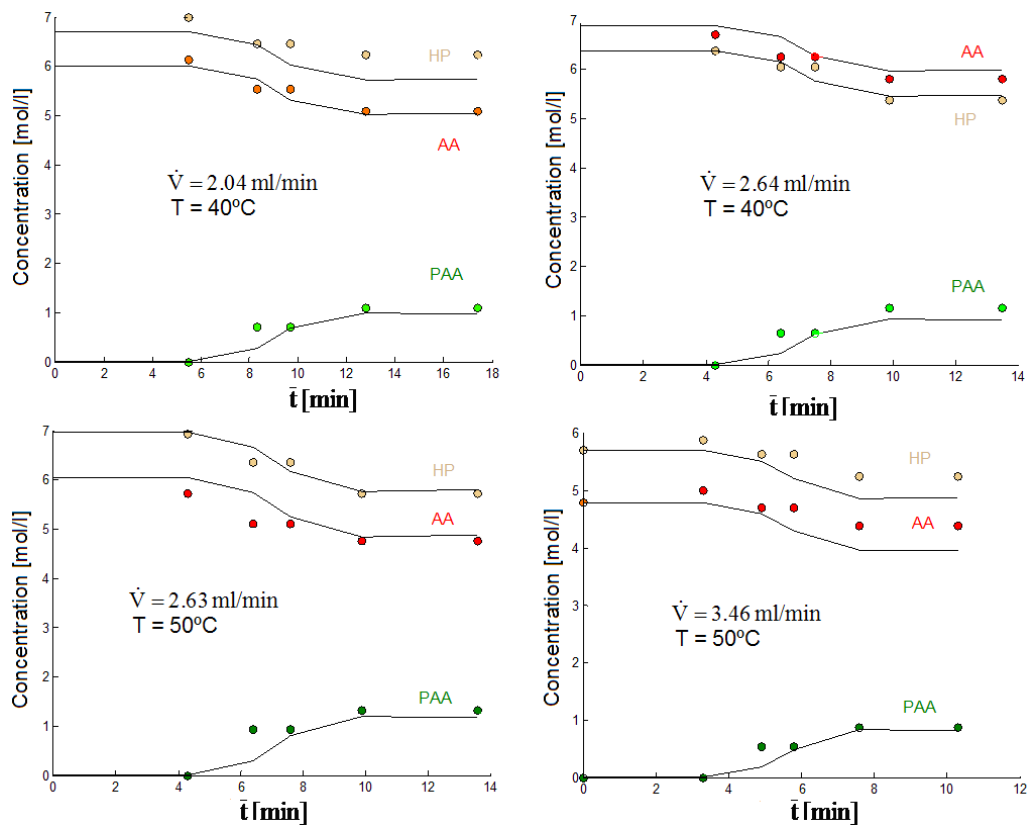 7
6
5
4
3
2
1
0
Concentration [mol/l]
HP
AA
V̇ = 2.04 ml/min
T = 40ºC
PAA
0 2 4 6 8 10 12 14 16 18
t̄ [min]
7
6
5
4
3
2
1
0
Concentration [mol/l]
AA
HP
V̇ = 2.64 ml/min
T = 40ºC
PAA
0 2 4 6 8 10 12 14
t̄ [min]
7
6
5
4
3
2
1
0
Concentration [mol/l]
HP
AA
V̇ = 2.63 ml/min
T = 50ºC
PAA
0 2 4 6 8 10 12 14
t̄ [min]
6
5
4
3
2
1
0
Concentration [mol/l]
HP
AA
V̇ = 3.46 ml/min
T = 50ºC
PAA
0 2 4 6 8 10 12
t̄ [min]